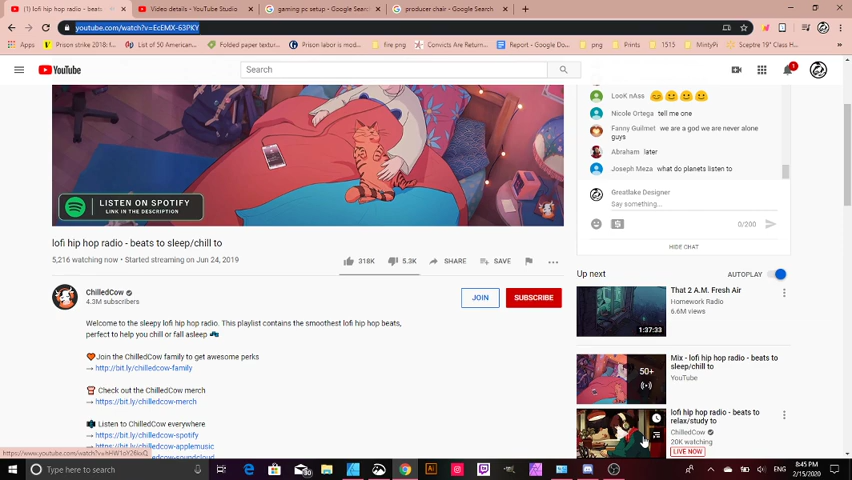 lofi hip hop radio - beats
Video details - YouTube Studio
gaming pc setup - Google Search
producer chair - Google Search
youtube.com/watch?v=EcEMX-63PKY
Apps
Prison strike 2018: f
List of 50 American...
Folded paper textur...
Prison labor is mod...
fire png
Convicts Are Return...
Report - Google Do...
png
Prints
1515
MintyPi
Sceptre 19" Class H...
YouTube
Search
1
LooK nAss 😊🙂🙂🙂
Nicole Ortega tell me one
Fanny Guilmet we are a god we are never alone
guys
Abraham later
Joseph Meza what do planets listen to
Greatlake Designer
Say something...
0/200
HIDE CHAT
LISTEN ON SPOTIFY
LINK IN THE DESCRIPTION
lofi hip hop radio - beats to sleep/chill to
5,216 watching now • Started streaming on Jun 24, 2019
318K
5.3K
SHARE
SAVE
ChilledCow
4.3M subscribers
JOIN
SUBSCRIBE
Welcome to the sleepy lofi hip hop radio. This playlist contains the smoothest lofi hip hop beats,
perfect to help you chill or fall asleep
Join the ChilledCow family to get awesome perks
→ http://bit.ly/chilledcow-family
Check out the ChilledCow merch
→ https://bit.ly/chilledcow-merch
Listen to ChilledCow everywhere
→ https://bit.ly/chilledcow-spotify
→ https://bit.ly/chilledcow-applemusic
→ https://bit.ly/chilledcow-soundcloud
Up next
AUTOPLAY
That 2 A.M. Fresh Air
Homework Radio
6.6M views
1:37:33
50+
Mix - lofi hip hop radio - beats to
sleep/chill to
YouTube
lofi hip hop radio - beats to
relax/study to
ChilledCow
20K watching
LIVE NOW
Type here to search
8:45 PM
2/15/2020